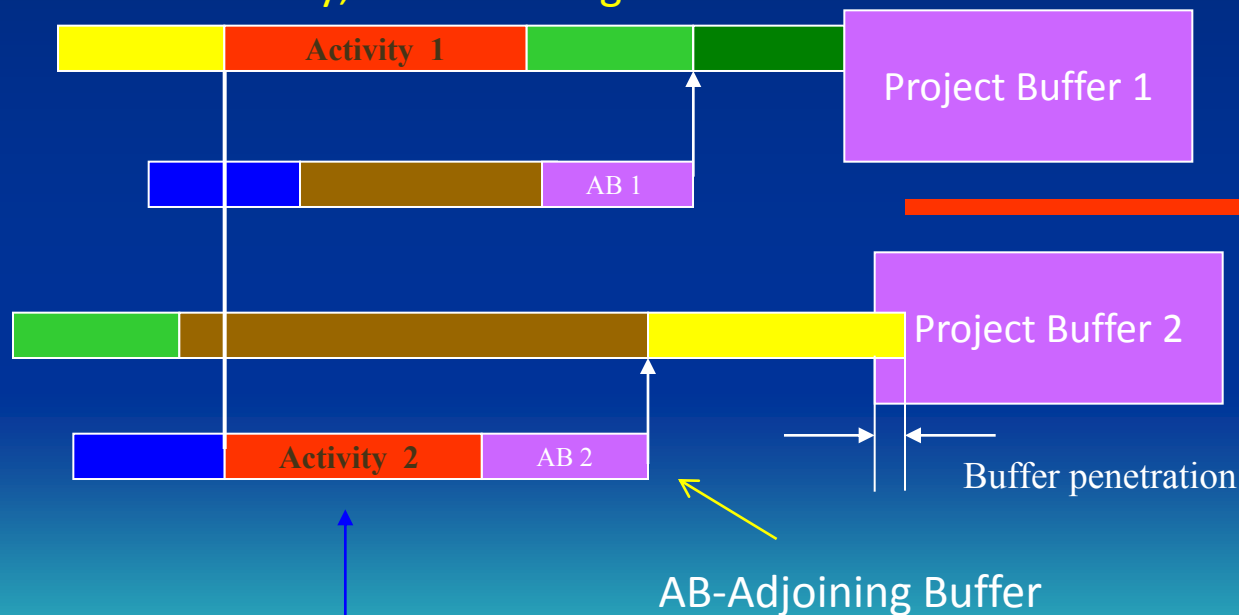 Activity 1
Project Buffer 1
AB 1
Project Buffer 2
Activity 2
AB 2
Buffer penetration
AB-Adjoining Buffer